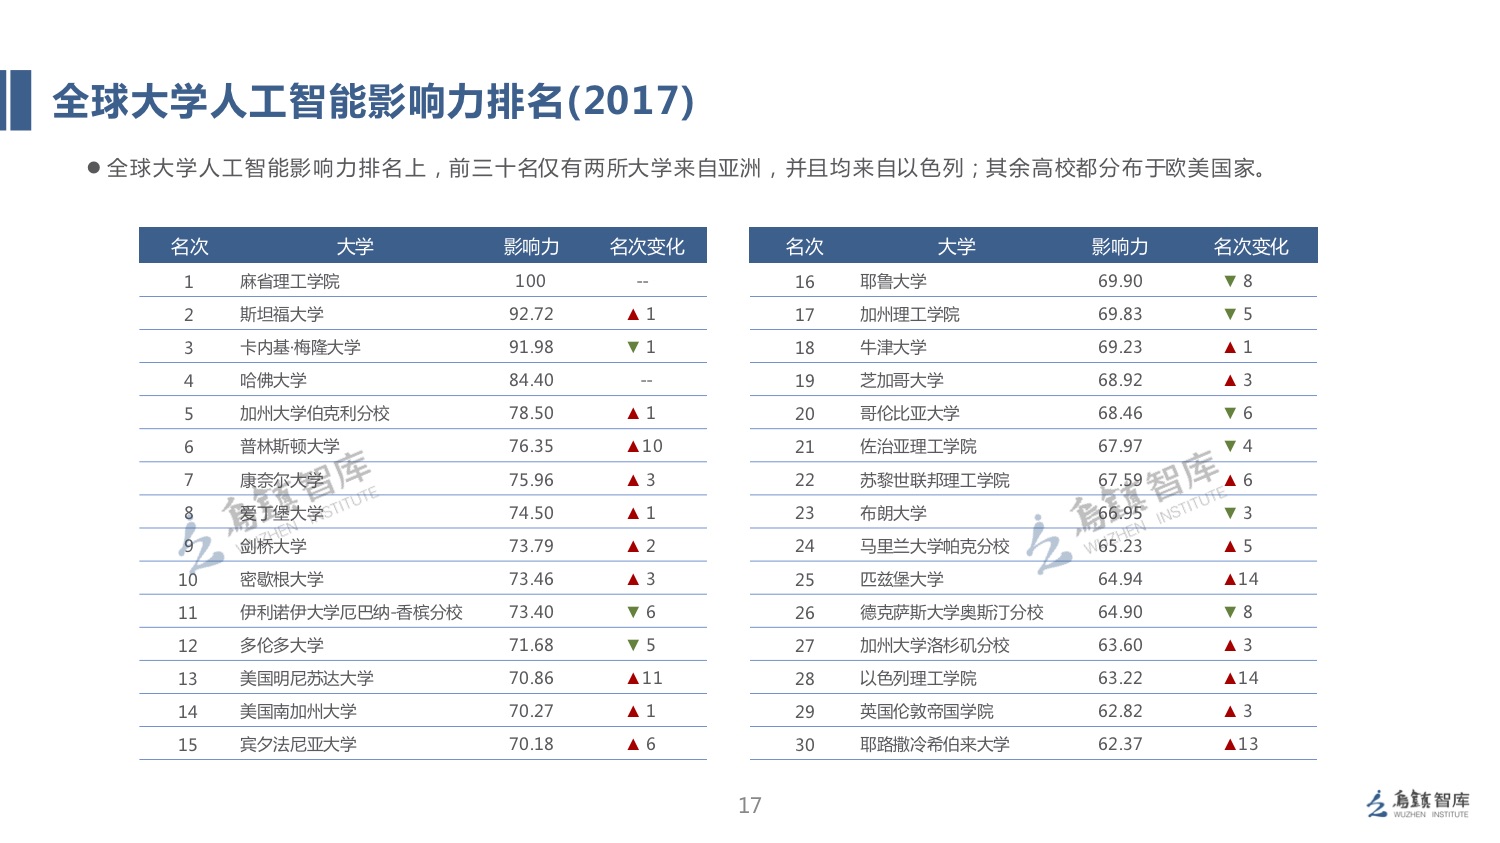 全球大学人工智能影响力排名(2017)
●全球大学人工智能影响力排名上，前三十名仅有两所大学来自亚洲，并且均来自以色列；其余高校都分布于欧美国家。
名次 大学 影响力 名次变化
1 麻省理工学院 100 --
2 斯坦福大学 92.72 ▲ 1
3 卡内基·梅隆大学 91.98 ▼ 1
4 哈佛大学 84.40 --
5 加州大学伯克利分校 78.50 ▲ 1
6 普林斯顿大学 76.35 ▲10
7 康奈尔大学 75.96 ▲ 3
8 爱丁堡大学 74.50 ▲ 1
9 剑桥大学 73.79 ▲ 2
10 密歇根大学 73.46 ▲ 3
11 伊利诺伊大学厄巴纳-香槟分校 73.40 ▼ 6
12 多伦多大学 71.68 ▼ 5
13 美国明尼苏达大学 70.86 ▲11
14 美国南加州大学 70.27 ▲ 1
15 宾夕法尼亚大学 70.18 ▲ 6
名次 大学 影响力 名次变化
16 耶鲁大学 69.90 ▼ 8
17 加州理工学院 69.83 ▼ 5
18 牛津大学 69.23 ▲ 1
19 芝加哥大学 68.92 ▲ 3
20 哥伦比亚大学 68.46 ▼ 6
21 佐治亚理工学院 67.97 ▼ 4
22 苏黎世联邦理工学院 67.59 ▲ 6
23 布朗大学 66.95 ▼ 3
24 马里兰大学帕克分校 65.23 ▲ 5
25 匹兹堡大学 64.94 ▲14
26 德克萨斯大学奥斯汀分校 64.90 ▼ 8
27 加州大学洛杉矶分校 63.60 ▲ 3
28 以色列理工学院 63.22 ▲14
29 英国伦敦帝国学院 62.82 ▲ 3
30 耶路撒冷希伯来大学 62.37 ▲13
乌镇智库
WUZHEN INSTITUTE
乌镇智库
WUZHEN INSTITUTE
17
乌镇智库
WUZHEN INSTITUTE